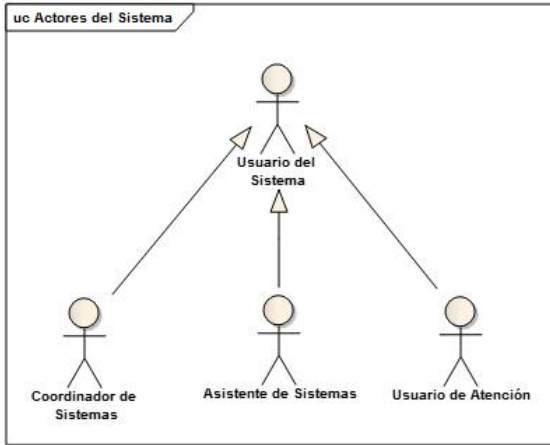 uc Actores del Sistema
Usuario del
Sistema
Coordinador de
Sistemas
Asistente de Sistemas
Usuario de Atención